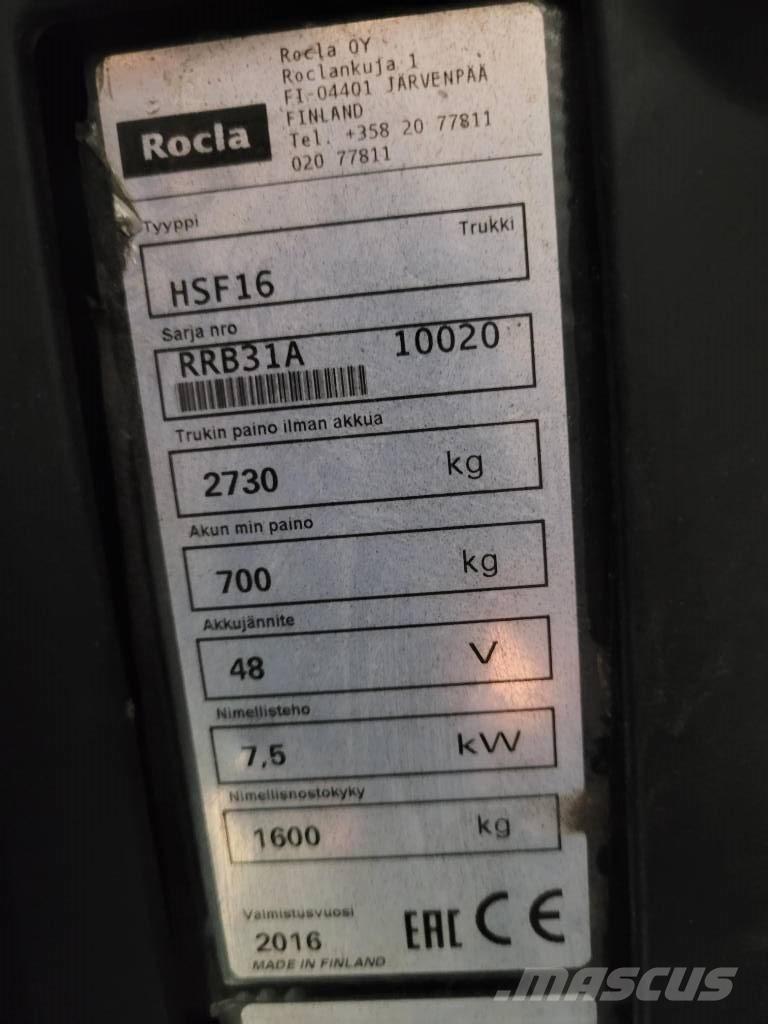 Rocla OY
Roclankuja 1
FI-04401 JÄRVENPÄÄ
FINLAND
Tel. +358 20 77811
020 77811
Rocla
Tyyppi Trukki
HSF16
Sarja nro
RRB31A 10020
Trukin paino ilman akkua
2730 kg
Akun min paino
700 kg
Akkujännite
48 V
Nimellisteho
7,5 kW
Nimellisnostokyky
1600 kg
Valmistusvuosi
2016 EAC CE
MADE IN FINLAND
MASCUS